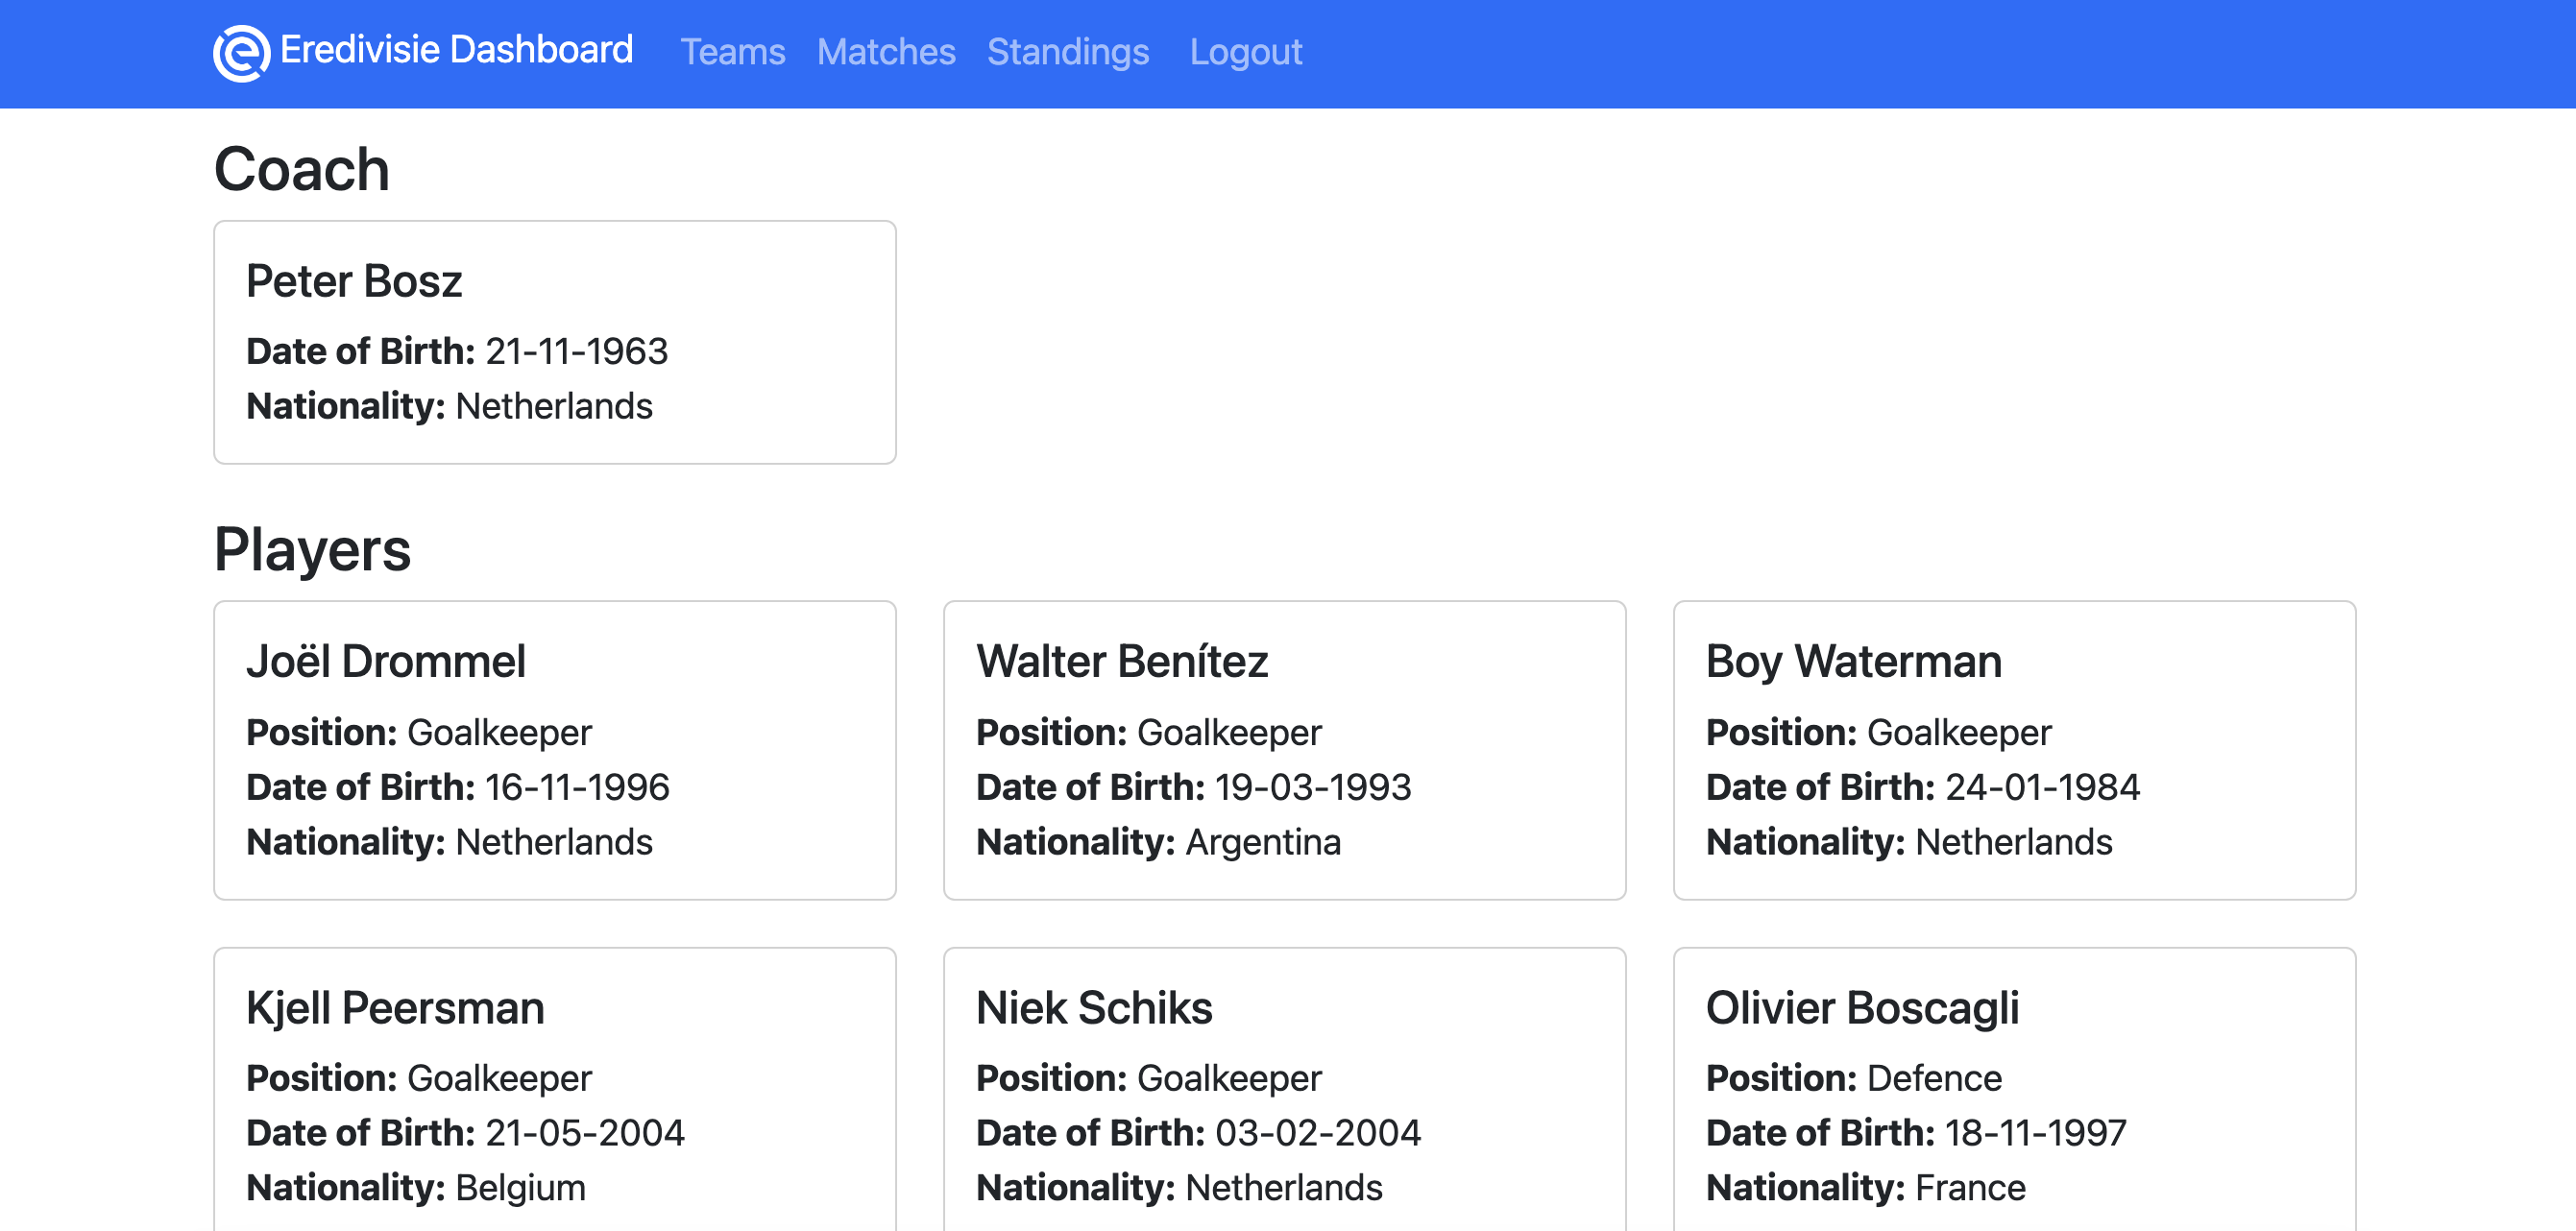 Eredivisie Dashboard Teams Matches Standings Logout
Coach
Peter Bosz
Date of Birth: 21-11-1963
Nationality: Netherlands
Players
Joël Drommel
Position: Goalkeeper
Date of Birth: 16-11-1996
Nationality: Netherlands
Walter Benítez
Position: Goalkeeper
Date of Birth: 19-03-1993
Nationality: Argentina
Boy Waterman
Position: Goalkeeper
Date of Birth: 24-01-1984
Nationality: Netherlands
Kjell Peersman
Position: Goalkeeper
Date of Birth: 21-05-2004
Nationality: Belgium
Niek Schiks
Position: Goalkeeper
Date of Birth: 03-02-2004
Nationality: Netherlands
Olivier Boscagli
Position: Defence
Date of Birth: 18-11-1997
Nationality: France